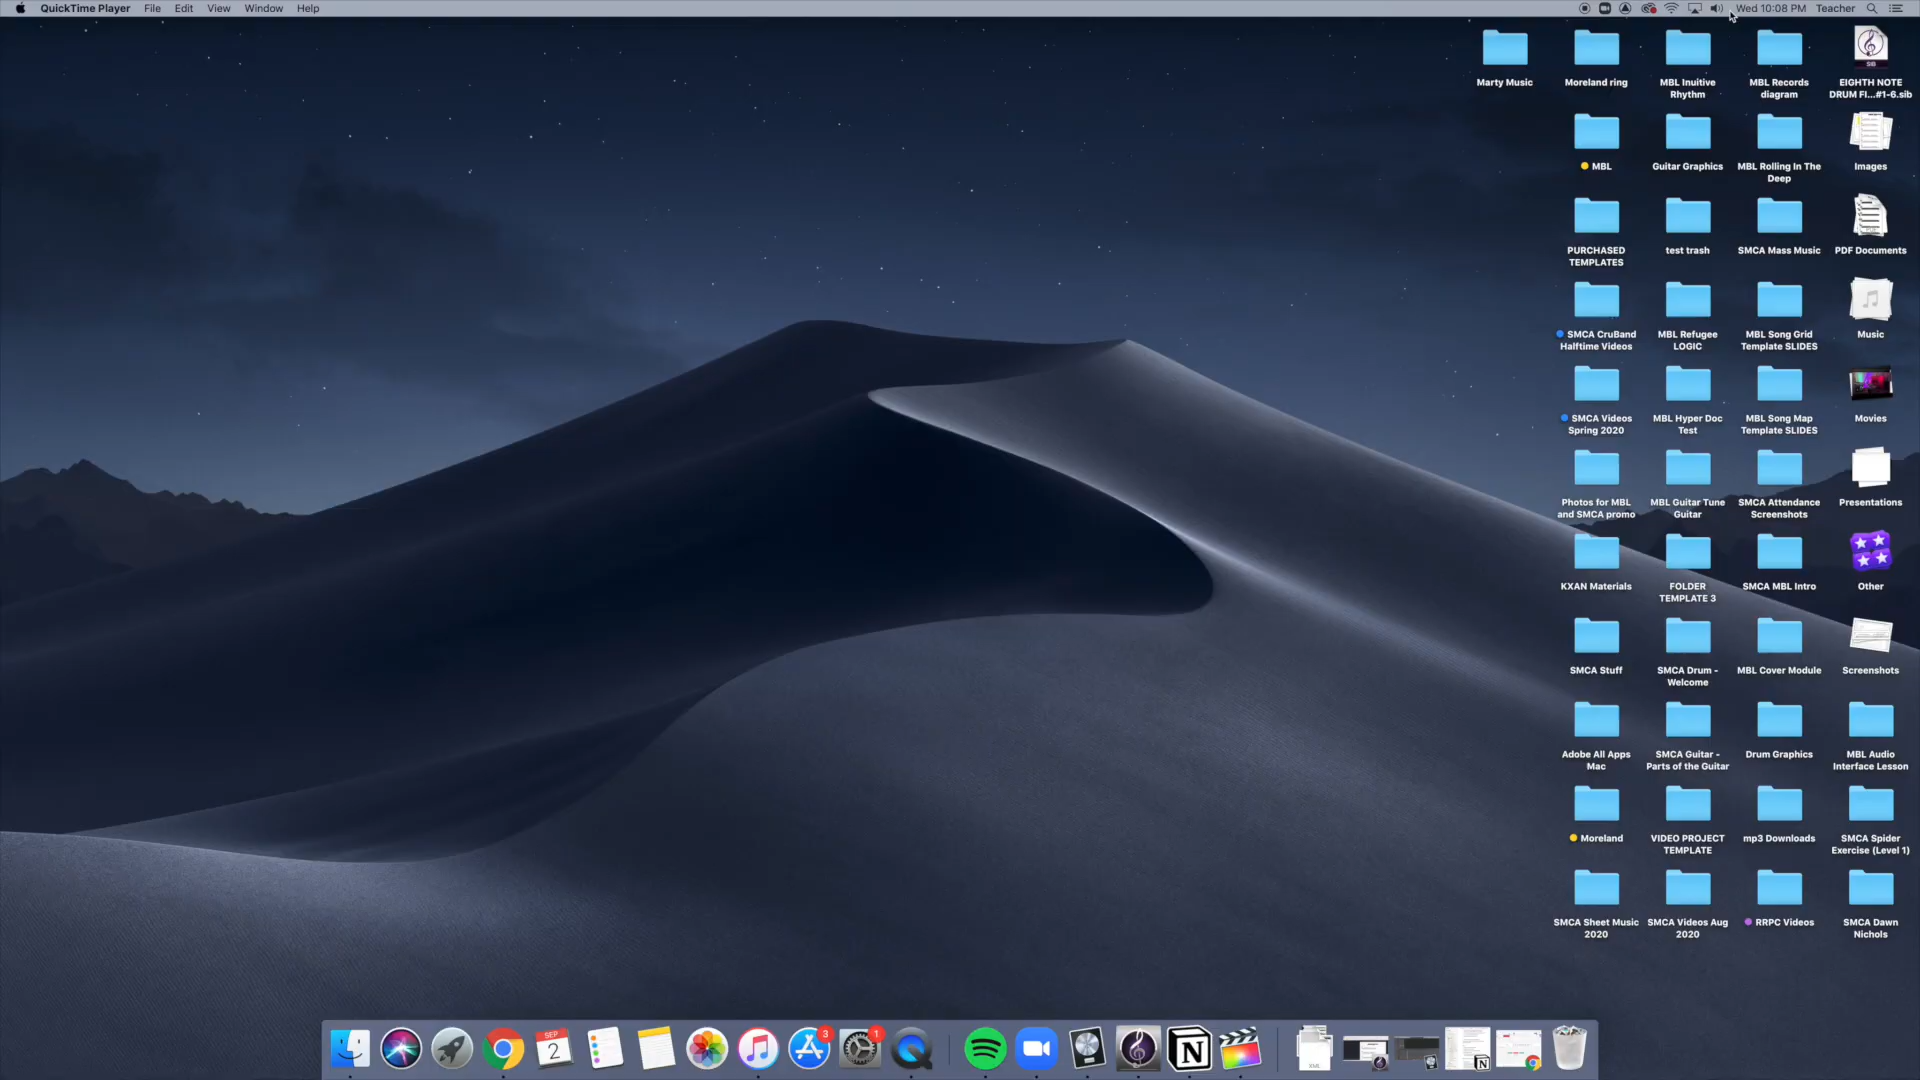 QuickTime Player File Edit View Window Help
Wed 10:08 PM Teacher
Marty Music
Moreland ring
MBL Inuitive
Rhythm
MBL Records
diagram
EIGHTH NOTE
DRUM FI...#1-6.sib
SIB
MBL
Guitar Graphics
MBL Rolling In The
Deep
Images
PURCHASED
TEMPLATES
test trash
SMCA Mass Music
PDF Documents
SMCA CruBand
Halftime Videos
MBL Refugee
LOGIC
MBL Song Grid
Template SLIDES
Music
SMCA Videos
Spring 2020
MBL Hyper Doc
Test
MBL Song Map
Template SLIDES
Movies
Photos for MBL
and SMCA promo
MBL Guitar Tune
Guitar
SMCA Attendance
Screenshots
Presentations
KXAN Materials
FOLDER
TEMPLATE 3
SMCA MBL Intro
Other
SMCA Stuff
SMCA Drum -
Welcome
MBL Cover Module
Screenshots
Adobe All Apps
Mac
SMCA Guitar -
Parts of the Guitar
Drum Graphics
MBL Audio
Interface Lesson
Moreland
VIDEO PROJECT
TEMPLATE
mp3 Downloads
SMCA Spider
Exercise (Level 1)
SMCA Sheet Music
2020
SMCA Videos Aug
2020
RRPC Videos
SMCA Dawn
Nichols
SEP
2
3
1